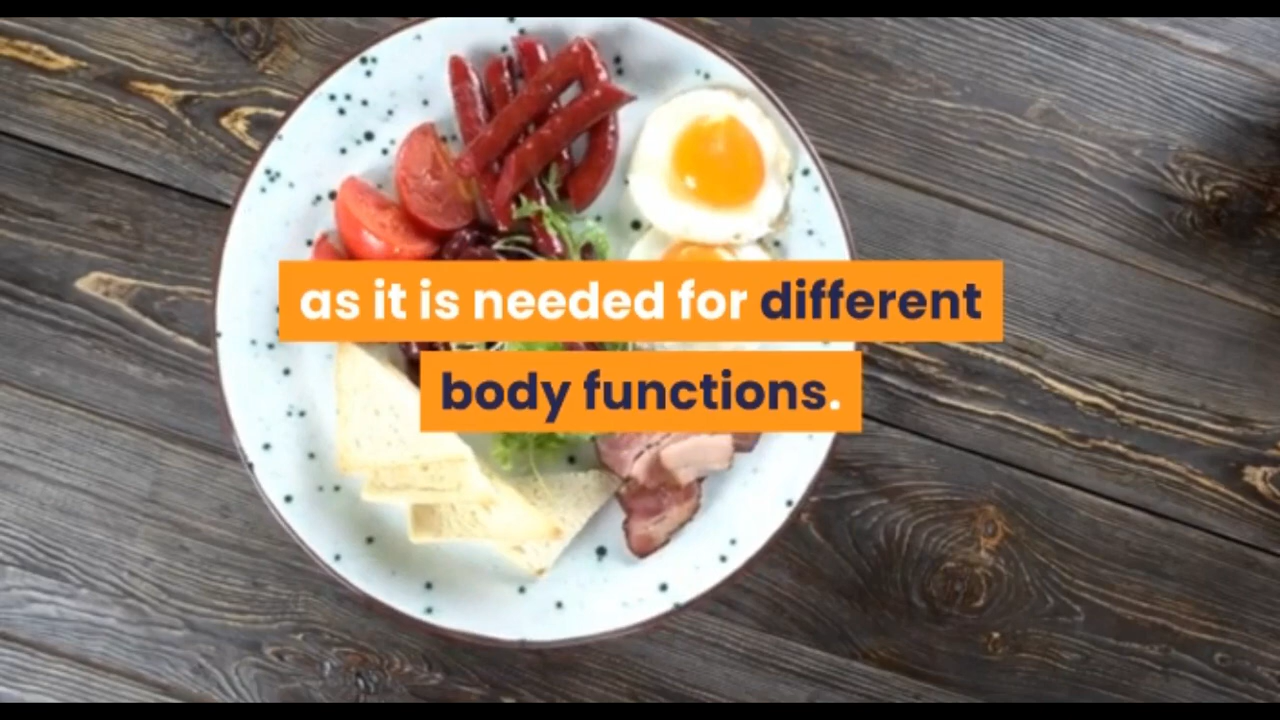 as it is needed for different
body functions.